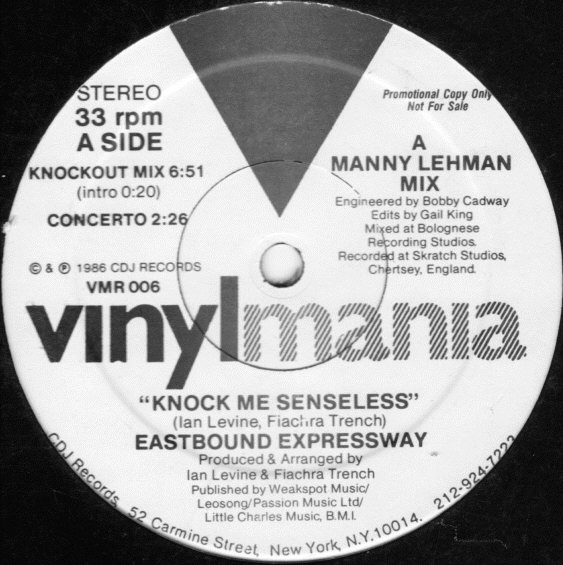 STEREO
33 rpm
A SIDE
KNOCKOUT MIX 6:51
(intro 0:20)
CONCERTO 2:26
© & ℗ 1986 CDJ RECORDS
VMR 006
Promotional Copy Only
Not For Sale
A
MANNY LEHMAN
MIX
Engineered by Bobby Cadway
Edits by Gail King
Mixed at Bolognese
Recording Studios.
Recorded at Skratch Studios,
Chertsey, England.
vinylmania
"KNOCK ME SENSELESS"
(Ian Levine, Fiachra Trench)
EASTBOUND EXPRESSWAY
Produced & Arranged by
Ian Levine & Fiachra Trench
Published by Weakspot Music/
Leosong/Passion Music Ltd/
Little Charles Music, B.M.I.
CDJ Records, 52 Carmine Street, New York, N.Y.10014. 212-924-7223